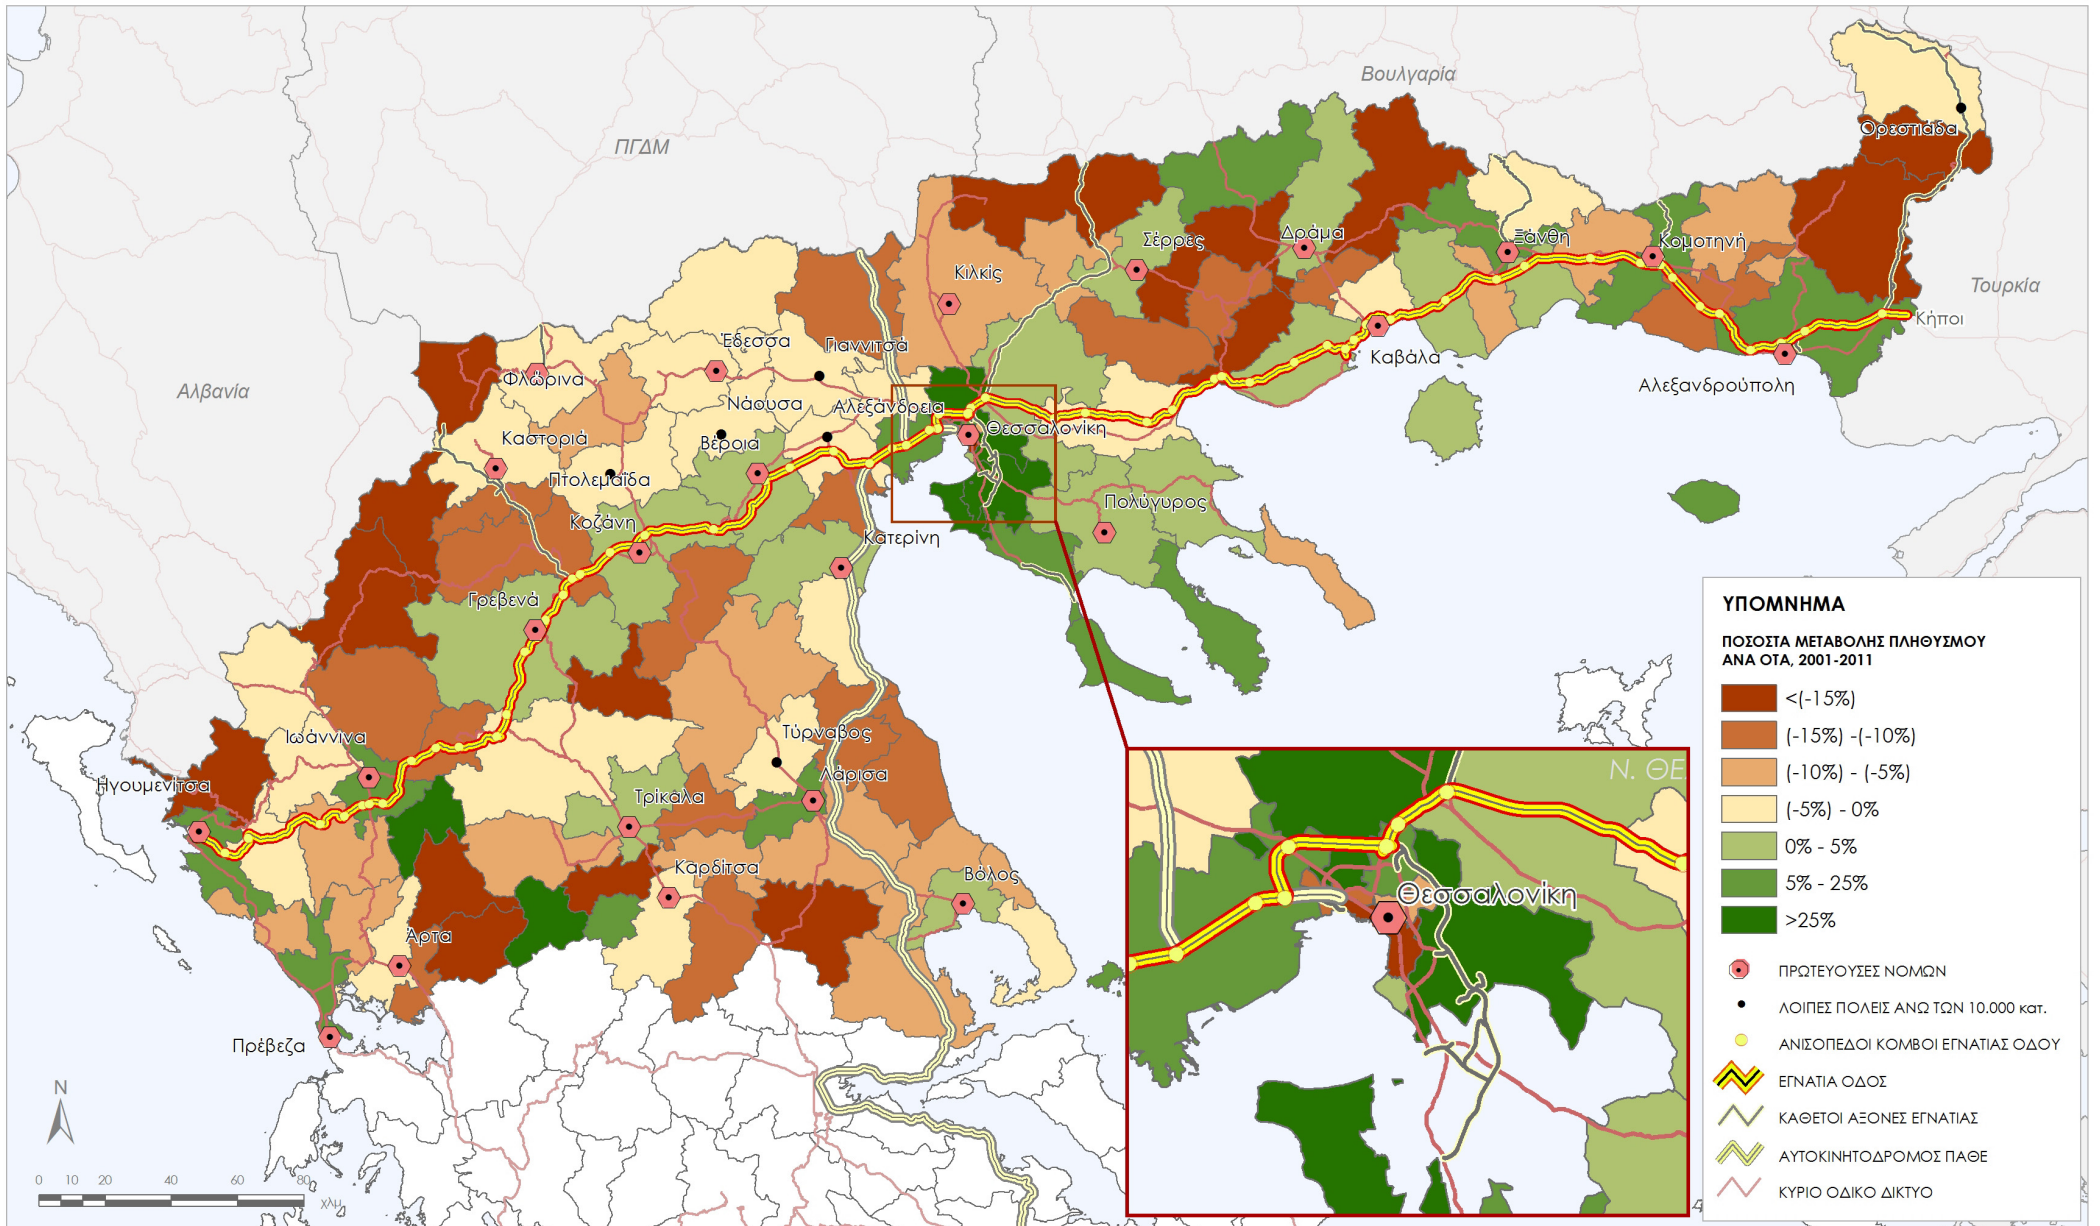 Βουλγαρία
ΠΓΔΜ
Ορεστιάδα
Σέρρες
Δράμα
Ξάνθη
Κομοτηνή
Κιλκίς
Τουρκία
Κήποι
Έδεσσα
Γιαννιτσά
Καβάλα
Φλώρινα
Αλβανία
Αλεξανδρούπολη
Νάουσα
Αλεξάνδρεια
Καστοριά
Βέροια
Θεσσαλονίκη
Πτολεμαΐδα
Πολύγυρος
Κοζάνη
Κατερίνη
Γρεβενά
Ιωάννινα
Τύρναβος
Λάρισα
Ηγουμενίτσα
Τρίκαλα
Καρδίτσα
Βόλος
Άρτα
Πρέβεζα
Ν. ΘΕ
Θεσσαλονίκη
Ν
0 10 20 40 60 80
χλμ
ΥΠΟΜΝΗΜΑ
ΠΟΣΟΣΤΑ ΜΕΤΑΒΟΛΗΣ ΠΛΗΘΥΣΜΟΥ
ΑΝΑ ΟΤΑ, 2001-2011
<(-15%)
(-15%) -(-10%)
(-10%) - (-5%)
(-5%) - 0%
0% - 5%
5% - 25%
>25%
ΠΡΩΤΕΥΟΥΣΕΣ ΝΟΜΩΝ
ΛΟΙΠΕΣ ΠΟΛΕΙΣ ΑΝΩ ΤΩΝ 10.000 κατ.
ΑΝΙΣΟΠΕΔΟΙ ΚΟΜΒΟΙ ΕΓΝΑΤΙΑΣ ΟΔΟΥ
ΕΓΝΑΤΙΑ ΟΔΟΣ
ΚΑΘΕΤΟΙ ΑΞΟΝΕΣ ΕΓΝΑΤΙΑΣ
ΑΥΤΟΚΙΝΗΤΟΔΡΟΜΟΣ ΠΑΘΕ
ΚΥΡΙΟ ΟΔΙΚΟ ΔΙΚΤΥΟ